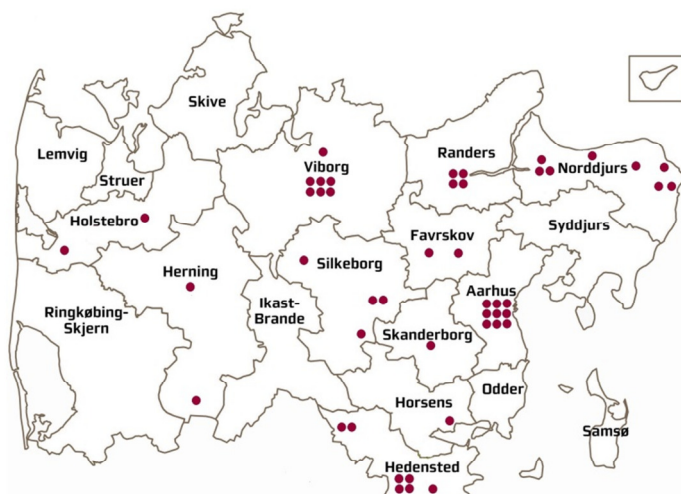 Skive
Lemvig
Struer
Viborg
Randers
Norddjurs
Holstebro
Favrskov
Syddjurs
Herning
Silkeborg
Aarhus
Ikast-
Brande
Ringkøbing-
Skjern
Skanderborg
Odder
Horsens
Samsø
Hedensted